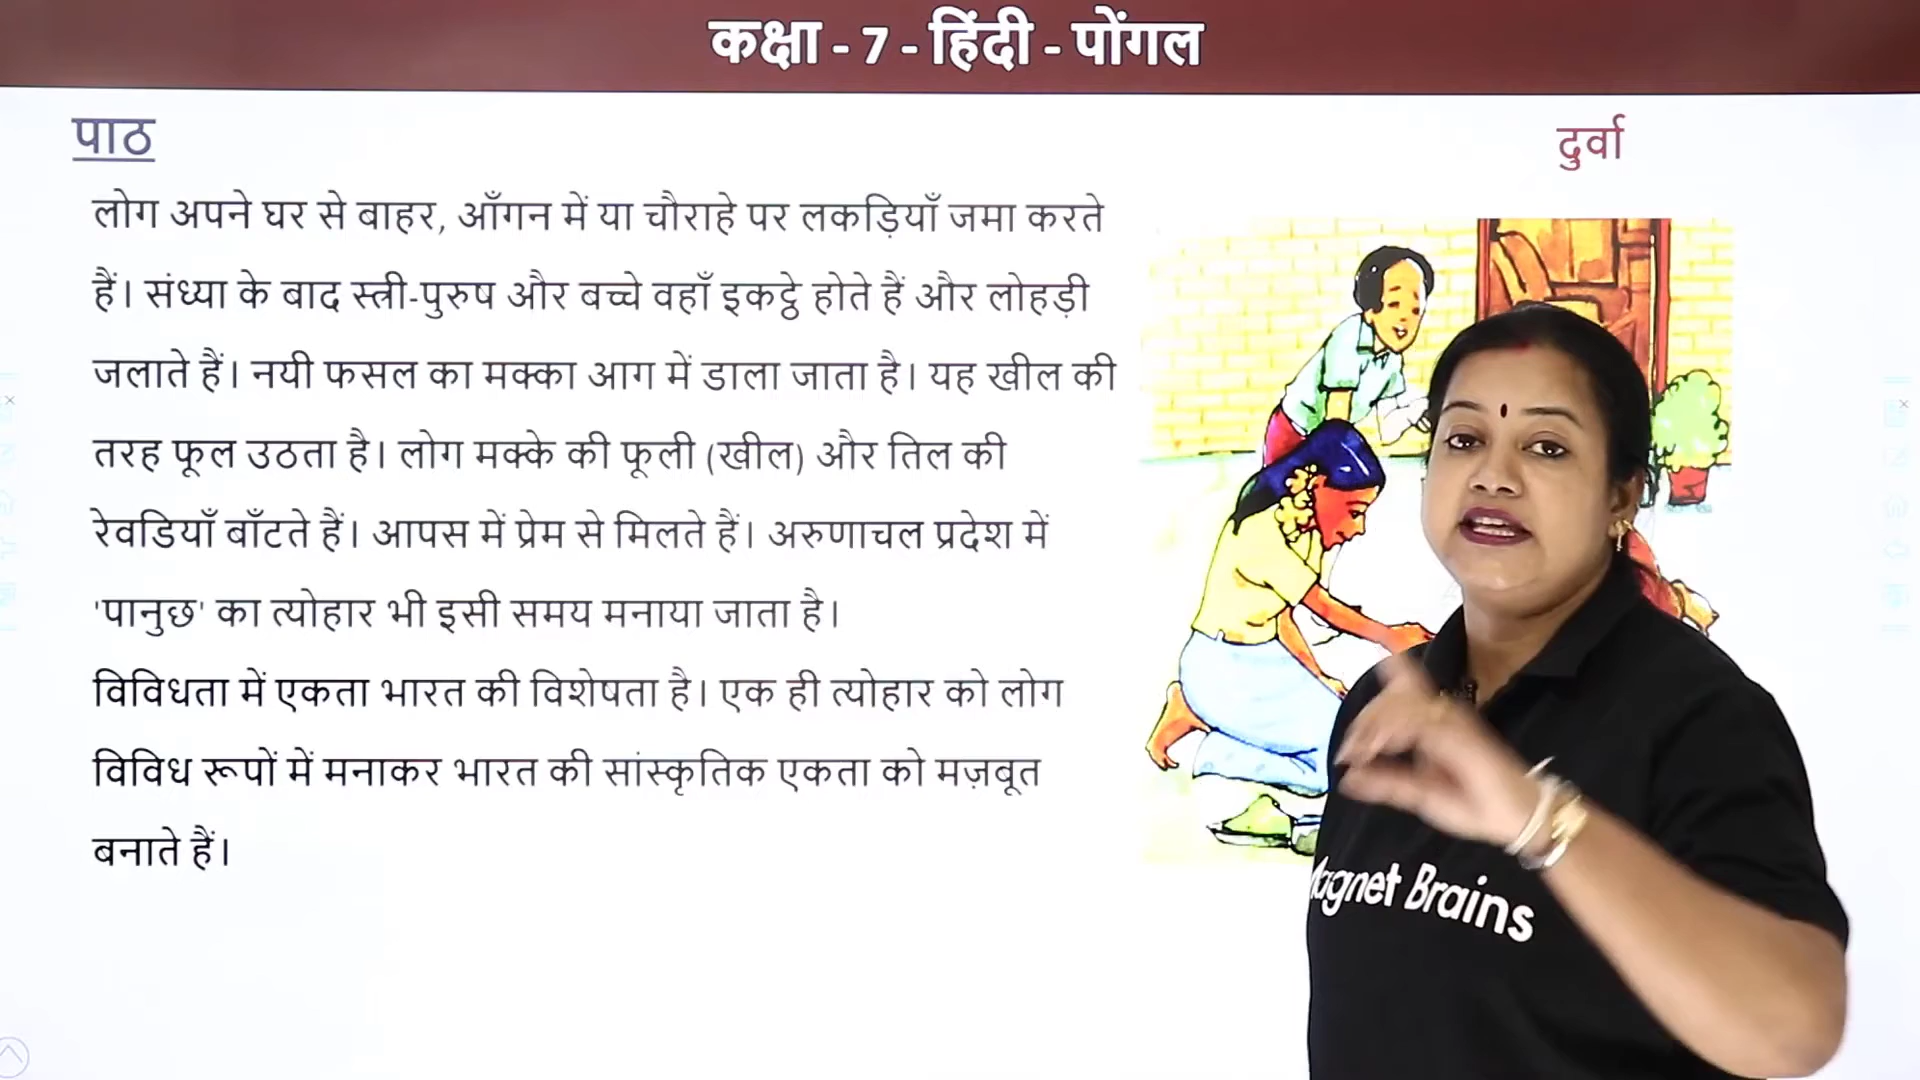 कक्षा - 7 - हिंदी - पोंगल
पाठ
दुर्वा
लोग अपने घर से बाहर, आँगन में या चौराहे पर लकड़ियाँ जमा करते
हैं। संध्या के बाद स्त्री-पुरुष और बच्चे वहाँ इकट्ठे होते हैं और लोहड़ी
जलाते हैं। नयी फसल का मक्का आग में डाला जाता है। यह खील की
तरह फूल उठता है। लोग मक्के की फूली (खील) और तिल की
रेवडियाँ बाँटते हैं। आपस में प्रेम से मिलते हैं। अरुणाचल प्रदेश में
'पानुछ' का त्योहार भी इसी समय मनाया जाता है।
विविधता में एकता भारत की विशेषता है। एक ही त्योहार को लोग
विविध रूपों में मनाकर भारत की सांस्कृतिक एकता को मज़बूत
बनाते हैं।
Magnet Brains